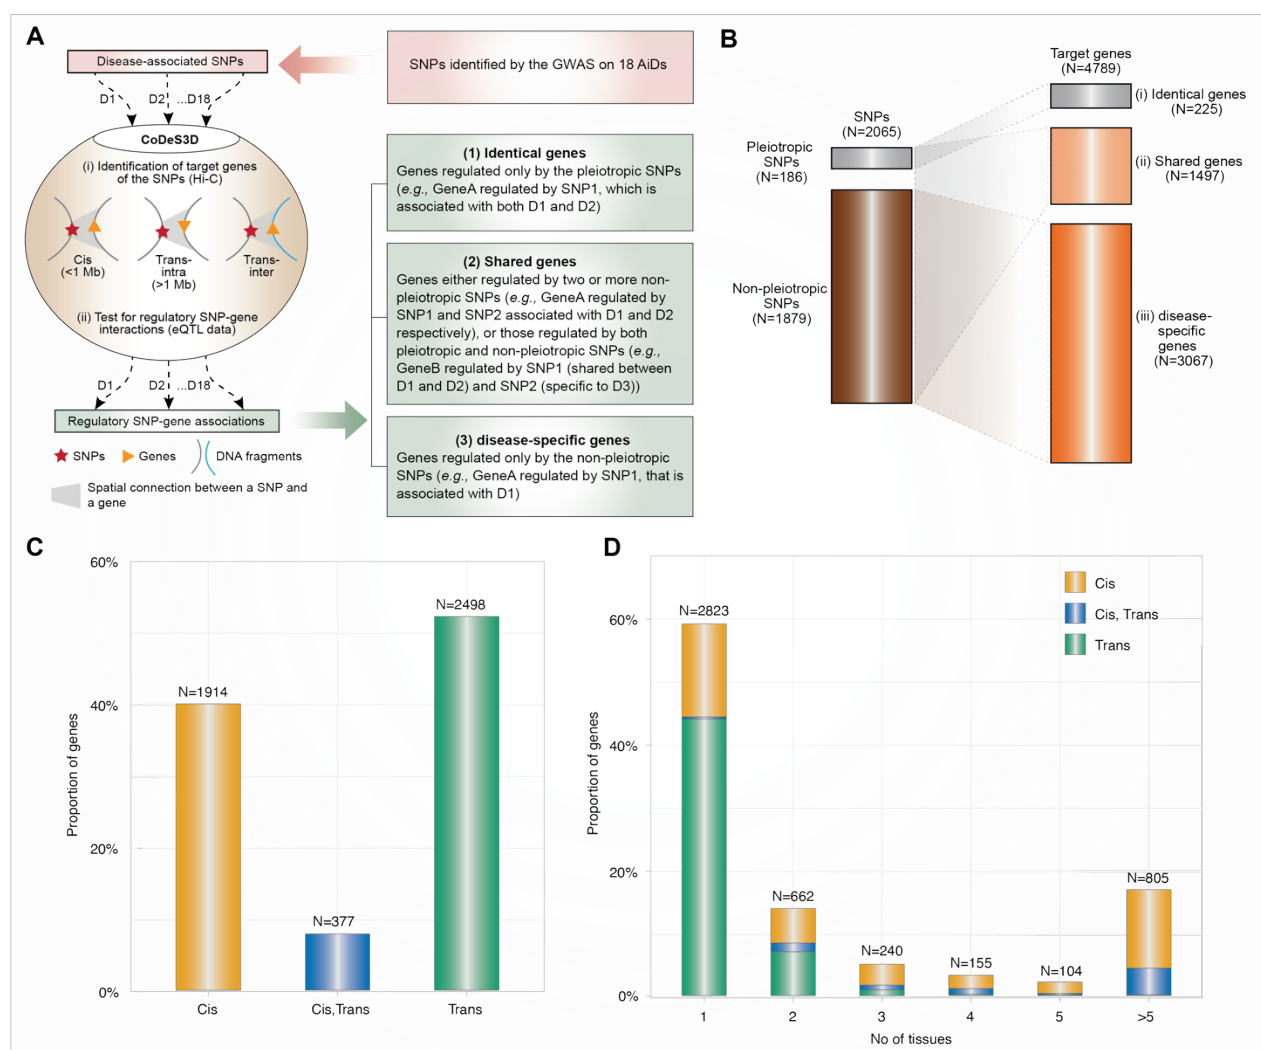 A
Disease-associated SNPs
D1
D2
...D18
CoDeS3D
(i) Identification of target genes
of the SNPs (Hi-C)
Cis
(<1 Mb)
Trans-
intra
(>1 Mb)
Trans-
inter
(ii) Test for regulatory SNP-gene
interactions (eQTL data)
D1
D2
...D18
Regulatory SNP-gene associations
SNPs
Genes
DNA fragments
Spatial connection between a SNP and
a gene
SNPs identified by the GWAS on 18 AiDs
(1) Identical genes
Genes regulated only by the pleiotropic SNPs
(e.g., GeneA regulated by SNP1, which is
associated with both D1 and D2)
(2) Shared genes
Genes either regulated by two or more non-
pleiotropic SNPs (e.g., GeneA regulated by
SNP1 and SNP2 associated with D1 and D2
respectively), or those regulated by both
pleiotropic and non-pleiotropic SNPs (e.g.,
GeneB regulated by SNP1 (shared between
D1 and D2) and SNP2 (specific to D3))
(3) disease-specific genes
Genes regulated only by the non-pleiotropic
SNPs (e.g., GeneA regulated by SNP1, that is
associated with D1)
B
SNPs
(N=2065)
Pleiotropic
SNPs
(N=186)
Non-pleiotropic
SNPs
(N=1879)
Target genes
(N=4789)
(i) Identical genes
(N=225)
(ii) Shared genes
(N=1497)
(iii) disease-
specific
genes
(N=3067)
C
Proportion of genes
60%
40%
20%
0%
N=1914
N=377
N=2498
Cis
Cis,Trans
Trans
D
Proportion of genes
60%
40%
20%
0%
N=2823
N=662
N=240
N=155
N=104
N=805
Cis
Cis, Trans
Trans
1
2
3
4
5
>5
No of tissues